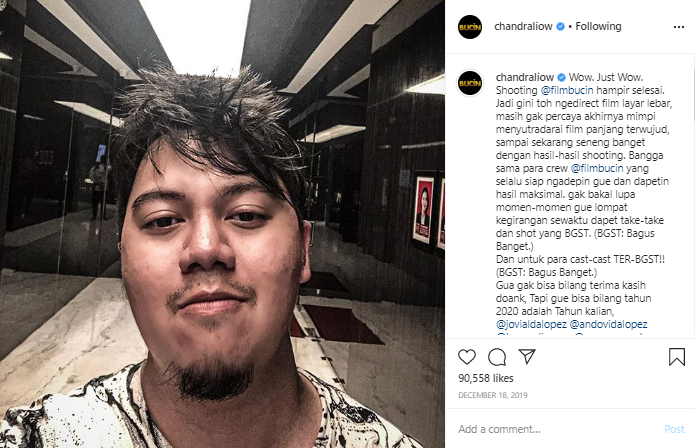 BUCIN
chandraliow • Following
BUCIN
chandraliow Wow. Just Wow.
Shooting @filmbucin hampir selesai.
Jadi gini toh ngedirect film layar lebar,
masih gak percaya akhirnya mimpi
menyutradarai film panjang terwujud,
sampai sekarang seneng banget
dengan hasil-hasil shooting. Bangga
sama para crew @filmbucin yang
selalu siap ngadepin gue dan dapetin
hasil maksimal. gak bakal lupa
momen-momen gue lompat
kegirangan sewaktu dapet take-take
dan shot yang BGST. (BGST: Bagus
Banget.)
Dan untuk para cast-cast TER-BGST!!
(BGST: Bagus Banget.)
Gua gak bisa bilang terima kasih
doank, Tapi gue bisa bilang tahun
2020 adalah Tahun kalian,
@jovialdalopez @andovidalopez
90,558 likes
DECEMBER 18, 2019
Add a comment...
Post